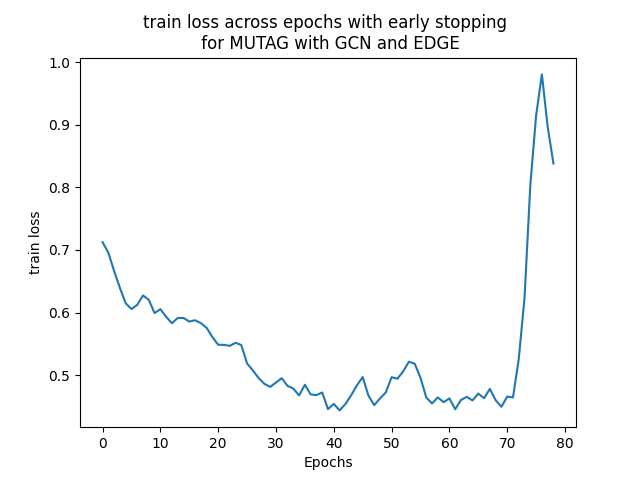 train loss across epochs with early stopping
for MUTAG with GCN and EDGE
1.0
0.9
0.8
0.7
0.6
0.5
train loss
0 10 20 30 40 50 60 70 80
Epochs